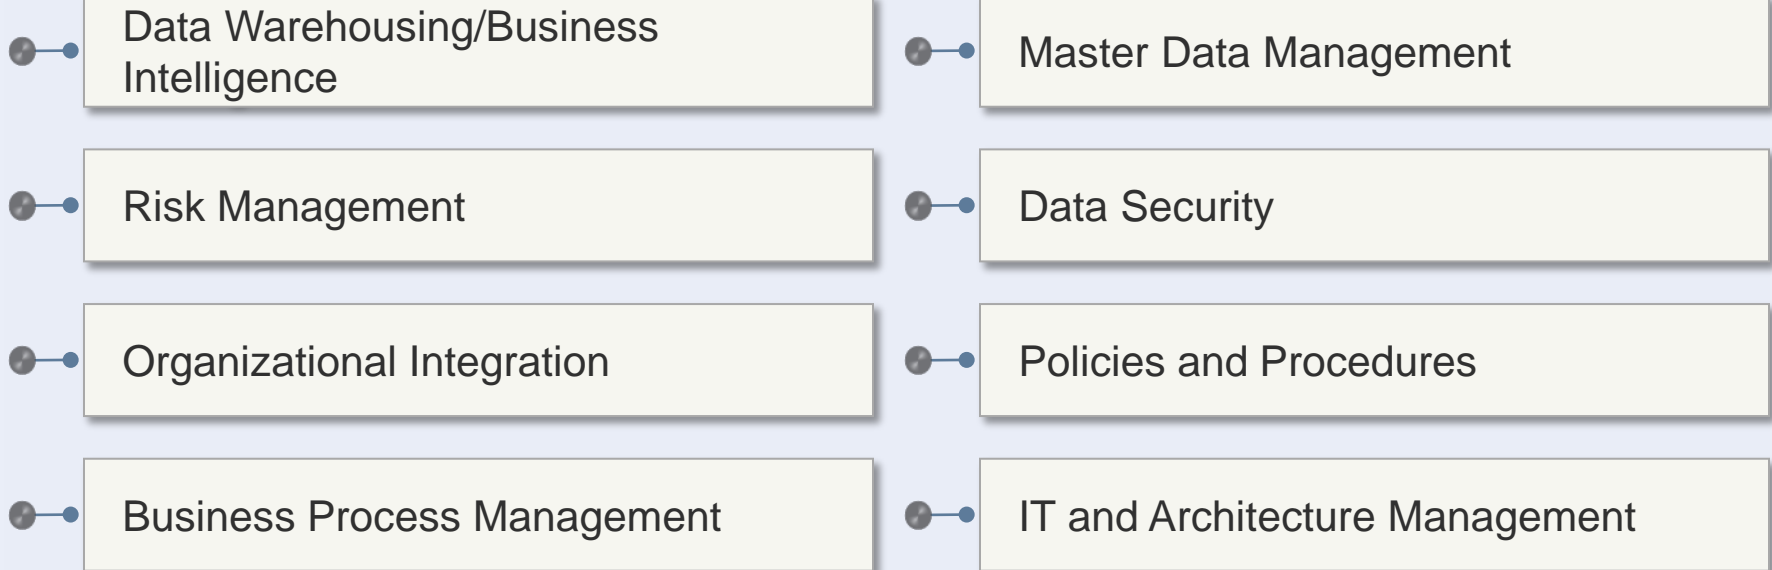 Data Warehousing/Business
Intelligence
Master Data Management
Risk Management
Data Security
Organizational Integration
Policies and Procedures
Business Process Management
IT and Architecture Management